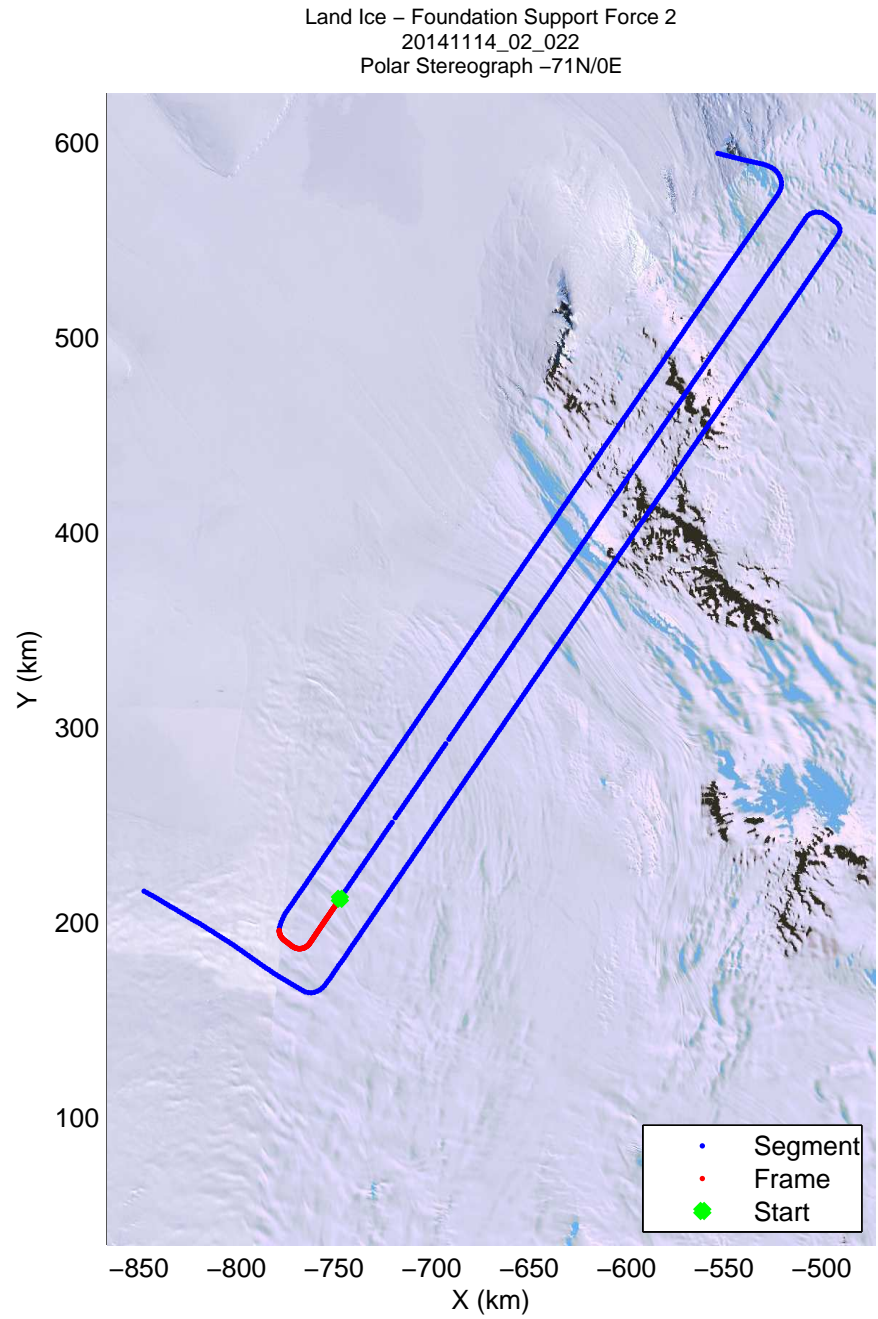 Land Ice – Foundation Support Force 2
20141114_02_022
Polar Stereograph –71N/0E
600
500
400
300
200
100
Y (km)
Segment
Frame
Start
–850 –800 –750 –700 –650 –600 –550 –500
X (km)